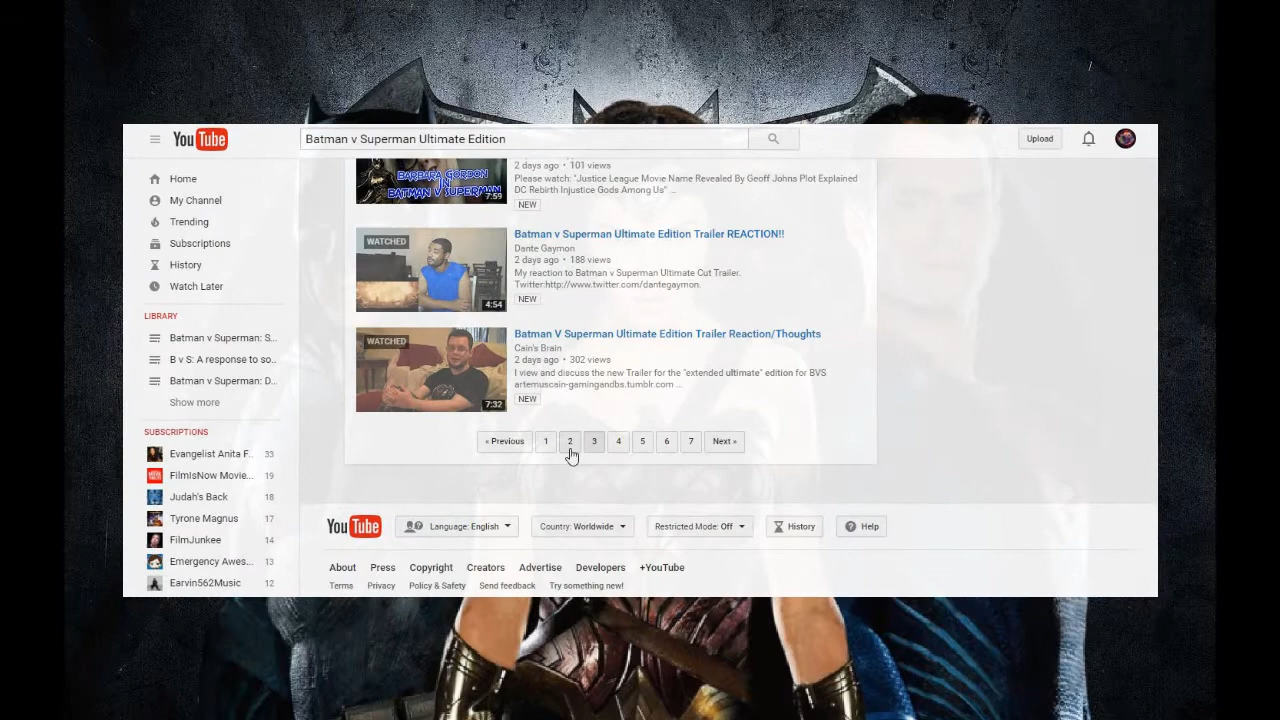 YouTube
Batman v Superman Ultimate Edition
Upload
Home
My Channel
Trending
Subscriptions
History
Watch Later
LIBRARY
Batman v Superman: S...
B v S: A response to so..
Batman v Superman: D...
Show more
SUBSCRIPTIONS
Evangelist Anita F.. 33
FilmIsNow Movie... 19
Judah's Back 18
Tyrone Magnus 17
FilmJunkee 14
Emergency Awes... 13
Earvin562Music 12
BARBARA GORDON
IN
BATMAN V SUPERMAN
7:59
2 days ago • 101 views
Please watch: "Justice League Movie Name Revealed By Geoff Johns Plot Explained
DC Rebirth Injustice Gods Among Us" ...
NEW
WATCHED
4:54
Batman v Superman Ultimate Edition Trailer REACTION!!
Dante Gaymon
2 days ago • 188 views
My reaction to Batman v Superman Ultimate Cut Trailer.
Twitter:http://www.twitter.com/dantegaymon.
NEW
WATCHED
7:32
Batman V Superman Ultimate Edition Trailer Reaction/Thoughts
Cain's Brain
2 days ago • 302 views
I view and discuss the new Trailer for the "extended ultimate" edition for BVS
artemuscain-gamingandbs.tumblr.com ...
NEW
« Previous 1 2 3 4 5 6 7 Next »
YouTube Language: English Country: Worldwide Restricted Mode: Off History Help
About Press Copyright Creators Advertise Developers +YouTube
Terms Privacy Policy & Safety Send feedback Try something new!